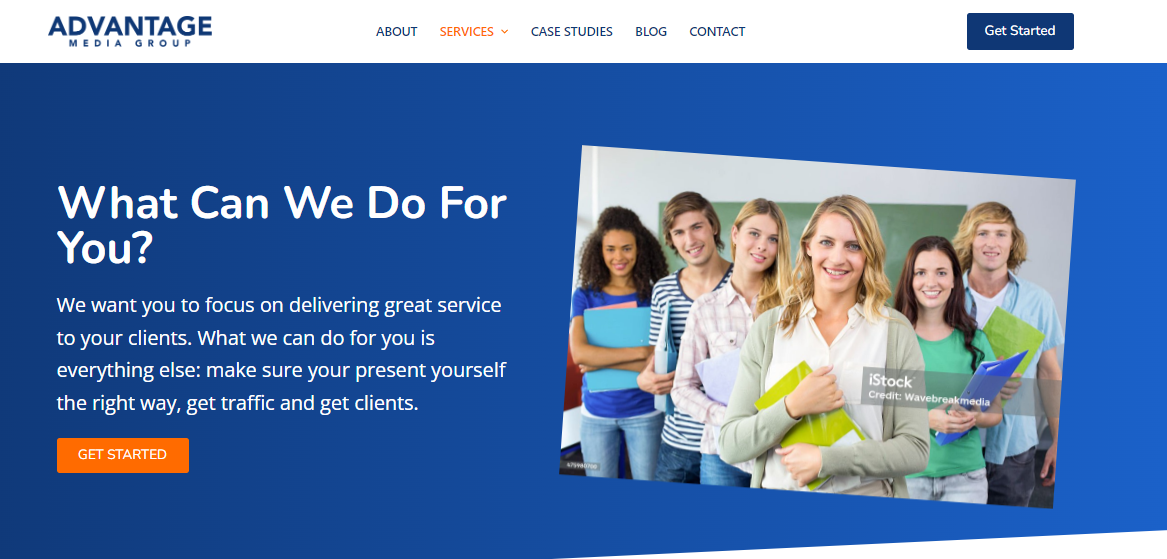 ADVANTAGE
MEDIA GROUP
ABOUT SERVICES CASE STUDIES BLOG CONTACT
Get Started
What Can We Do For
You?
We want you to focus on delivering great service
to your clients. What we can do for you is
everything else: make sure your present yourself
the right way, get traffic and get clients.
GET STARTED
iStock
Credit: Wavebreakmedia